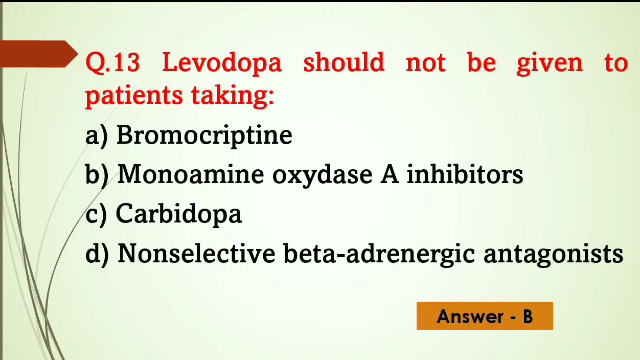 Q.13 Levodopa should not be given to
patients taking:
a) Bromocriptine
b) Monoamine oxydase A inhibitors
c) Carbidopa
d) Nonselective beta-adrenergic antagonists
Answer - B